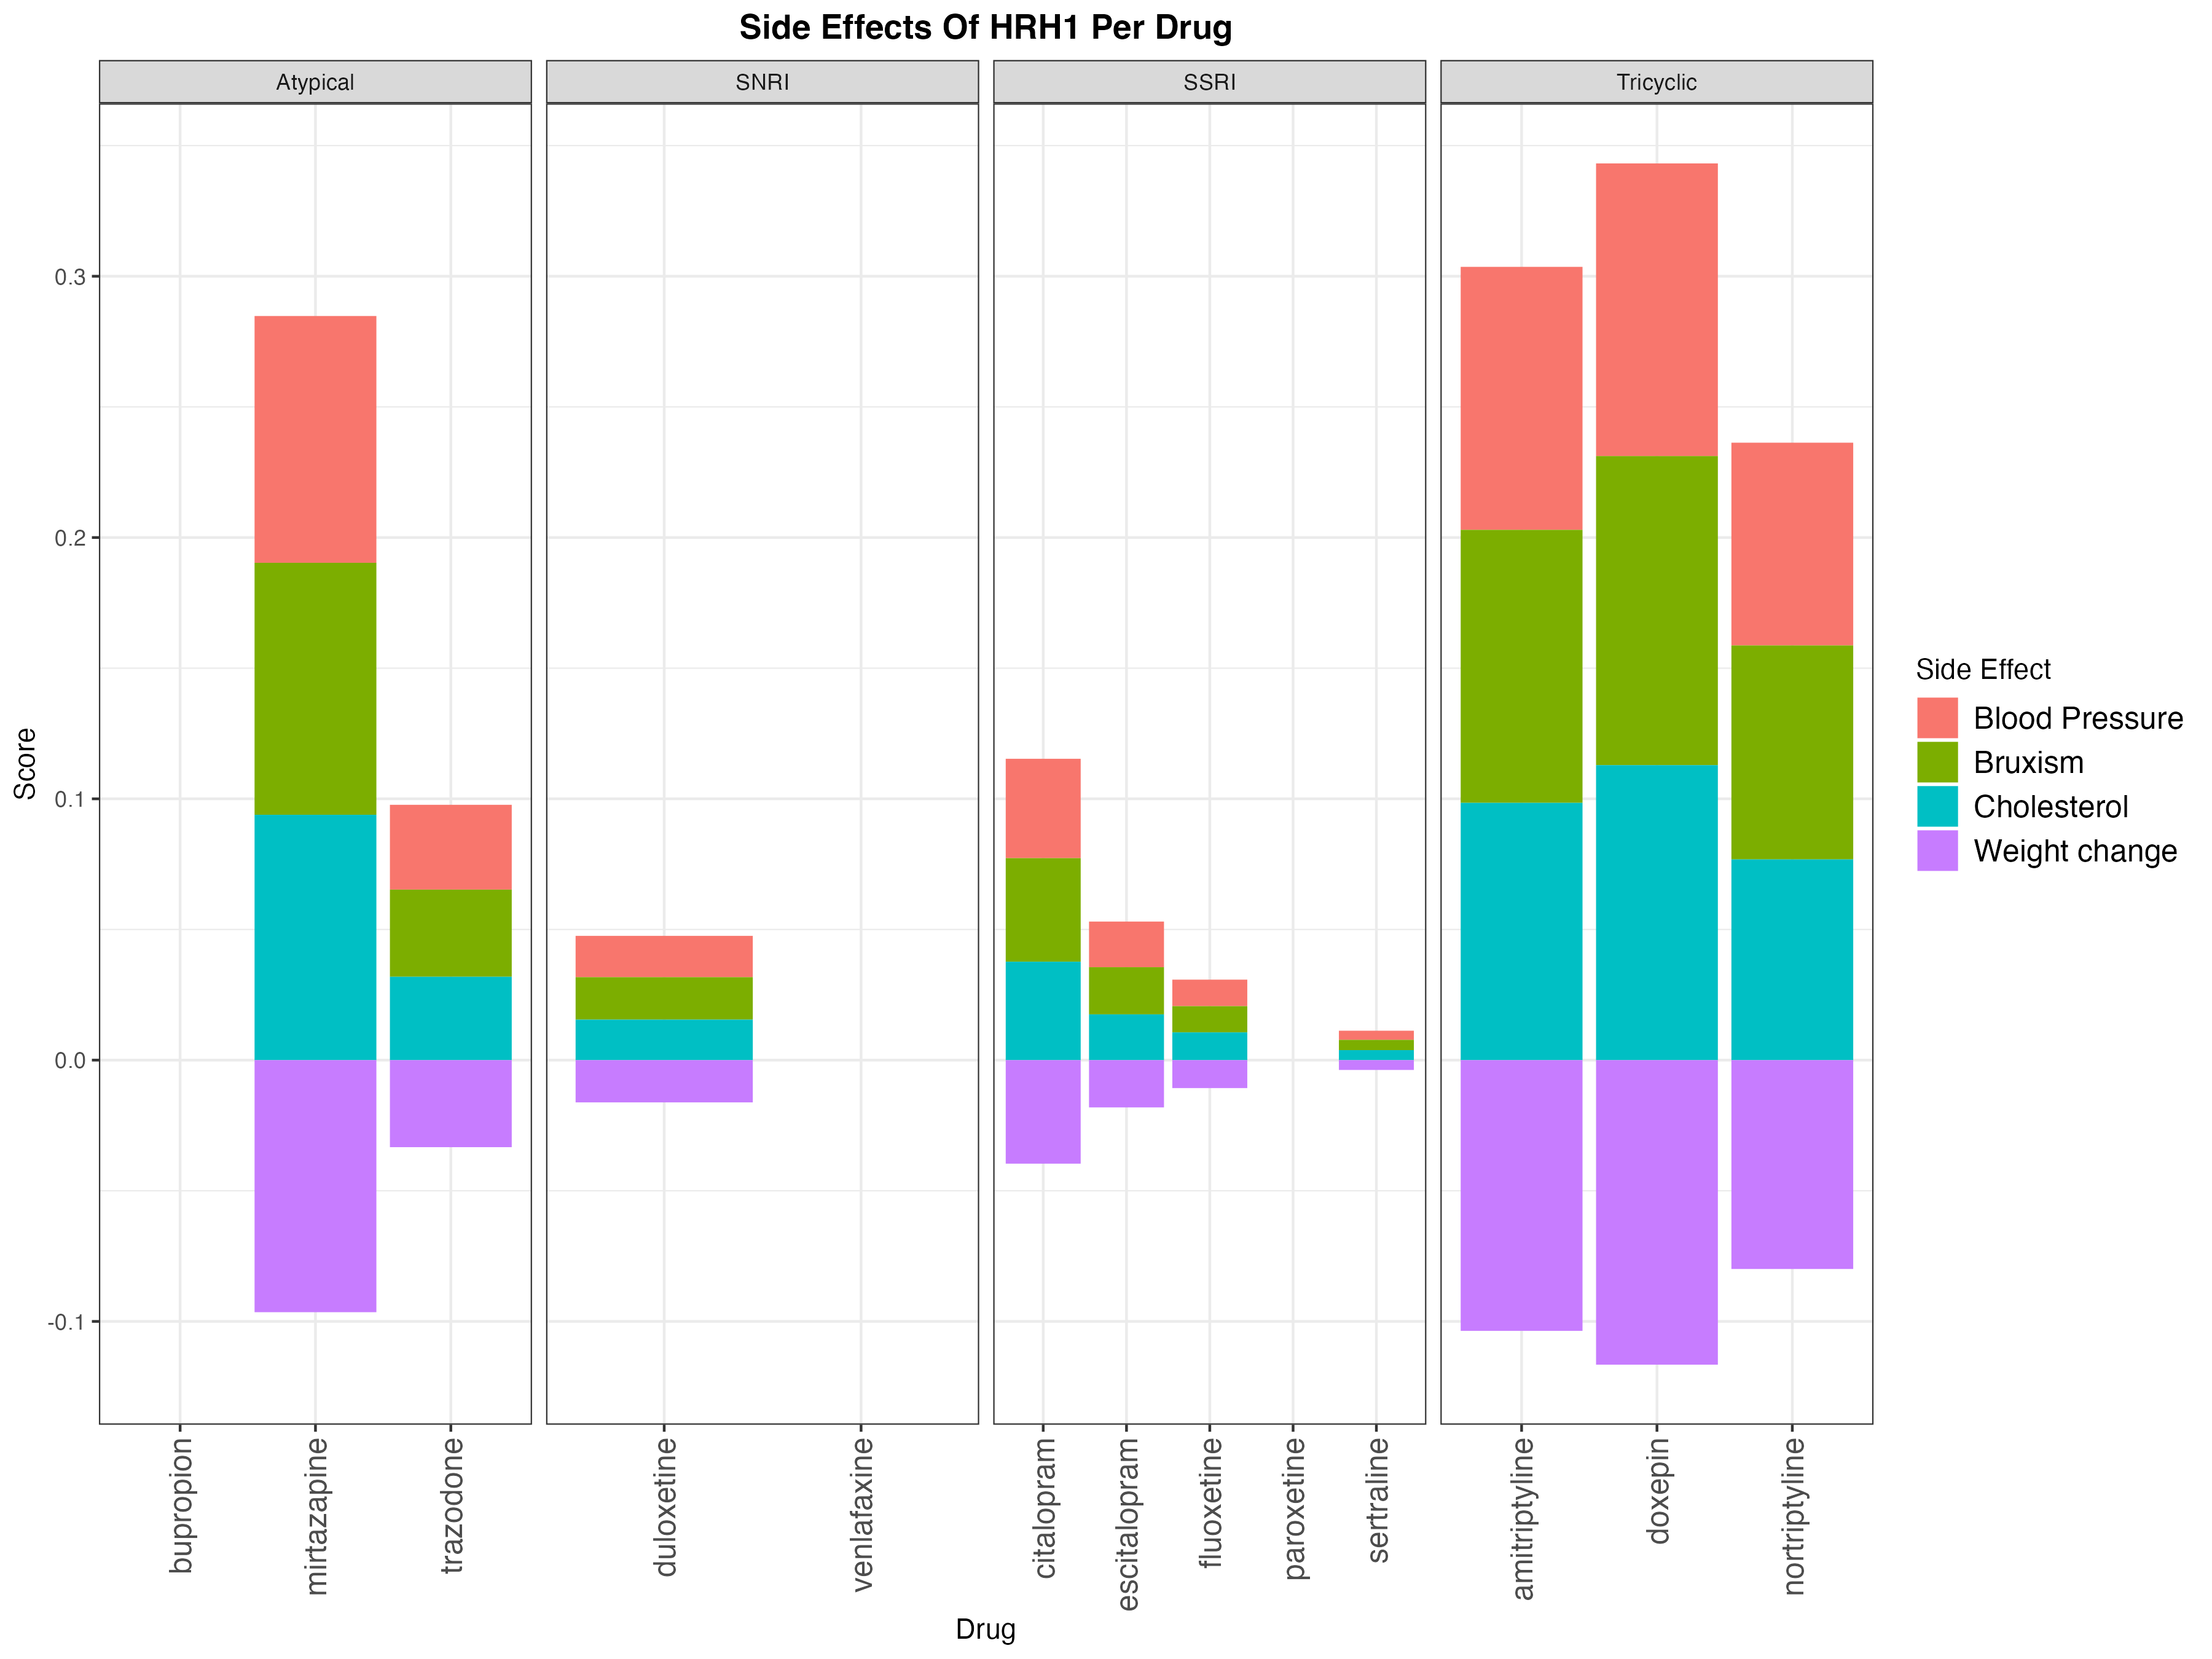 Side Effects Of HRH1 Per Drug
Atypical
SNRI
SSRI
Tricyclic
Score
0.3
0.2
0.1
0.0
-0.1
bupropion
mirtazapine
trazodone
duloxetine
venlafaxine
citalopram
escitalopram
fluoxetine
paroxetine
sertraline
amitriptyline
doxepin
nortriptyline
Drug
Side Effect
Blood Pressure
Bruxism
Cholesterol
Weight change